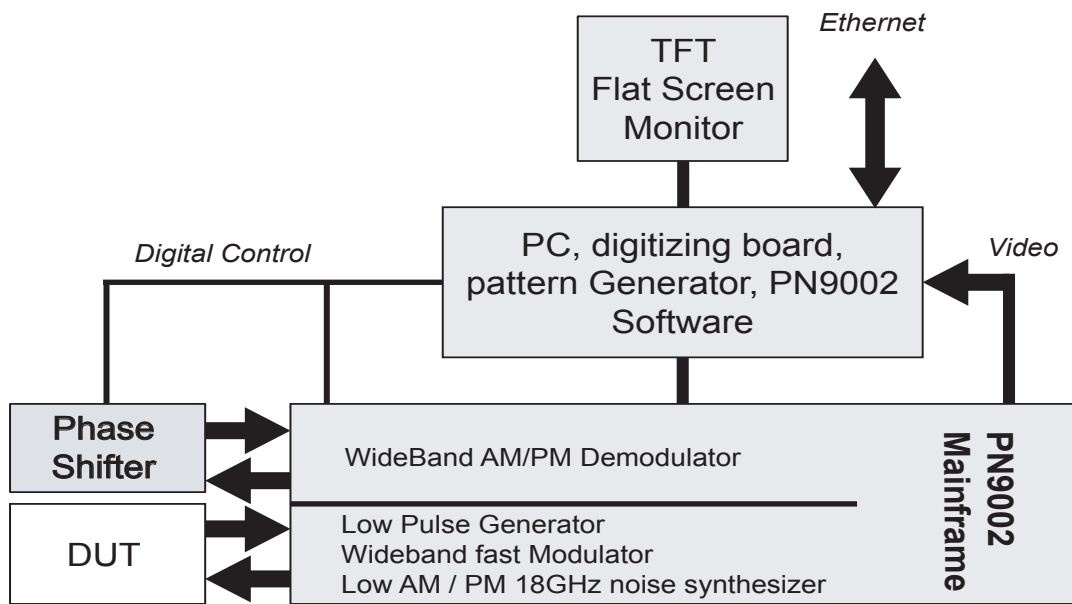 TFT
Flat Screen
Monitor
Ethernet
Digital Control
PC, digitizing board,
pattern Generator, PN9002
Software
Video
Phase
Shifter
WideBand AM/PM Demodulator
DUT
Low Pulse Generator
Wideband fast Modulator
Low AM / PM 18GHz noise synthesizer
PN9002
Mainframe